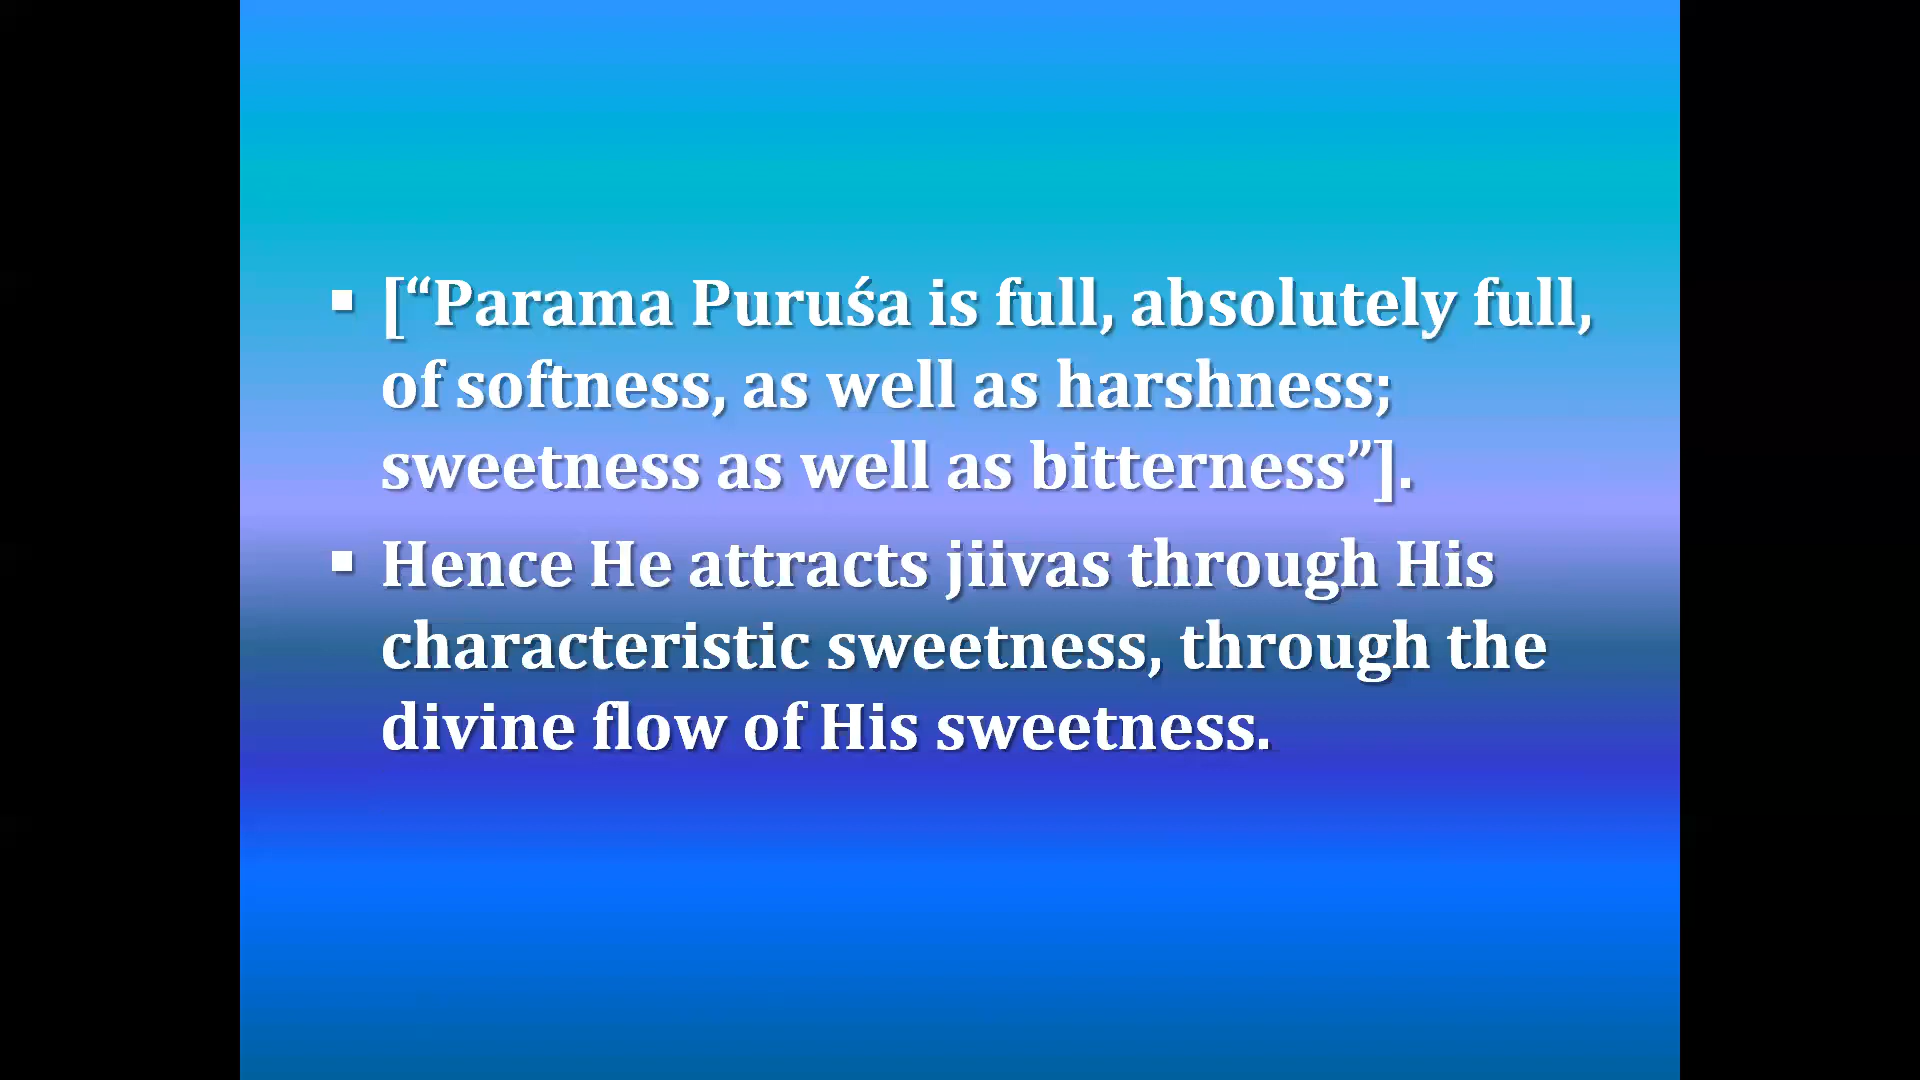 ▪ [“Parama Puruśa is full, absolutely full,
of softness, as well as harshness;
sweetness as well as bitterness”].
▪ Hence He attracts jiivas through His
characteristic sweetness, through the
divine flow of His sweetness.